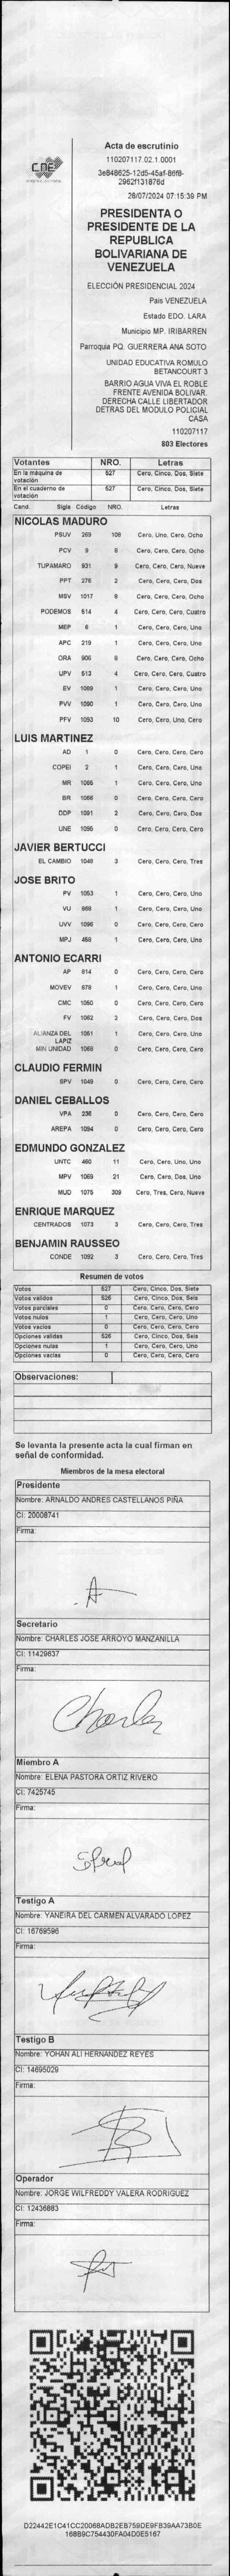 CNE
Acta de escrutinio
110207117.02.1.0001
3e848625-12d5-45af-86f8-
2962f131876d
28/07/2024 07:15:39 PM
PRESIDENTA O
PRESIDENTE DE LA
REPUBLICA
BOLIVARIANA DE
VENEZUELA
ELECCIÓN PRESIDENCIAL 2024
Pais VENEZUELA
Estado EDO. LARA
Municipio MP. IRIBARREN
Parroquia PQ. GUERRERA ANA SOTO
UNIDAD EDUCATIVA ROMULO
BETANCOURT 3
BARRIO AGUA VIVA EL ROBLE
FRENTE AVENIDA BOLIVAR.
DERECHA CALLE LIBERTADOR
DETRAS DEL MODULO POLICIAL
CASA
110207117
803 Electores
Votantes NRO. Letras
En la máquina de votación 527 Cero, Cinco, Dos, Siete
En el cuaderno de votación 527 Cero, Cinco, Dos, Siete
Cand. Sigla Código NRO. Letras
NICOLAS MADURO
PSUV 269 108 Cero, Uno, Cero, Ocho
PCV 9 8 Cero, Cero, Cero, Ocho
TUPAMARO 931 9 Cero, Cero, Cero, Nueve
PPT 276 2 Cero, Cero, Cero, Dos
MSV 1017 8 Cero, Cero, Cero, Ocho
PODEMOS 514 4 Cero, Cero, Cero, Cuatro
MEP 6 1 Cero, Cero, Cero, Uno
APC 219 1 Cero, Cero, Cero, Uno
ORA 906 8 Cero, Cero, Cero, Ocho
UPV 513 4 Cero, Cero, Cero, Cuatro
EV 1089 1 Cero, Cero, Cero, Uno
PVV 1090 1 Cero, Cero, Cero, Uno
PFV 1093 10 Cero, Cero, Uno, Cero
LUIS MARTINEZ
AD 1 0 Cero, Cero, Cero, Cero
COPEI 2 1 Cero, Cero, Cero, Uno
MR 1065 1 Cero, Cero, Cero, Uno
BR 1066 0 Cero, Cero, Cero, Cero
DDP 1091 2 Cero, Cero, Cero, Dos
UNE 1095 0 Cero, Cero, Cero, Cero
JAVIER BERTUCCI
EL CAMBIO 1048 3 Cero, Cero, Cero, Tres
JOSE BRITO
PV 1053 1 Cero, Cero, Cero, Uno
VU 868 1 Cero, Cero, Cero, Uno
UVV 1096 0 Cero, Cero, Cero, Cero
MPJ 458 1 Cero, Cero, Cero, Uno
ANTONIO ECARRI
AP 814 0 Cero, Cero, Cero, Cero
MOVEV 878 1 Cero, Cero, Cero, Uno
CMC 1050 0 Cero, Cero, Cero, Cero
FV 1062 2 Cero, Cero, Cero, Dos
ALIANZA DEL LAPIZ 1051 1 Cero, Cero, Cero, Uno
MIN UNIDAD 1068 0 Cero, Cero, Cero, Cero
CLAUDIO FERMIN
SPV 1049 0 Cero, Cero, Cero, Cero
DANIEL CEBALLOS
VPA 236 0 Cero, Cero, Cero, Cero
AREPA 1094 0 Cero, Cero, Cero, Cero
EDMUNDO GONZALEZ
UNTC 460 11 Cero, Cero, Uno, Uno
MPV 1069 21 Cero, Cero, Dos, Uno
MUD 1075 309 Cero, Tres, Cero, Nueve
ENRIQUE MARQUEZ
CENTRADOS 1073 3 Cero, Cero, Cero, Tres
BENJAMIN RAUSSEO
CONDE 1092 3 Cero, Cero, Cero, Tres
Resumen de votos
Votos 527 Cero, Cinco, Dos, Siete
Votos validos 526 Cero, Cinco, Dos, Seis
Votos parciales 0 Cero, Cero, Cero, Cero
Votos nulos 1 Cero, Cero, Cero, Uno
Votos vacios 0 Cero, Cero, Cero, Cero
Opciones validas 526 Cero, Cinco, Dos, Seis
Opciones nulas 1 Cero, Cero, Cero, Uno
Opciones vacias 0 Cero, Cero, Cero, Cero
Observaciones:
Se levanta la presente acta la cual firman en
señal de conformidad.
Miembros de la mesa electoral
Presidente
Nombre: ARNALDO ANDRES CASTELLANOS PIÑA
CI: 20008741
Firma:
Secretario
Nombre: CHARLES JOSE ARROYO MANZANILLA
CI: 11429637
Firma:
Charles
Miembro A
Nombre: ELENA PASTORA ORTIZ RIVERO
CI: 7425745
Firma:
Testigo A
Nombre: YANEIRA DEL CARMEN ALVARADO LOPEZ
CI: 16769596
Firma:
Testigo B
Nombre: YOHAN ALI HERNANDEZ REYES
CI: 14695029
Firma:
Operador
Nombre: JORGE WILFREDDY VALERA RODRIGUEZ
CI: 12436883
Firma:
D22442E1C41CC20068ADB2EB759DE9FB39AA73B0E
168B9C754430FA04D0E5167